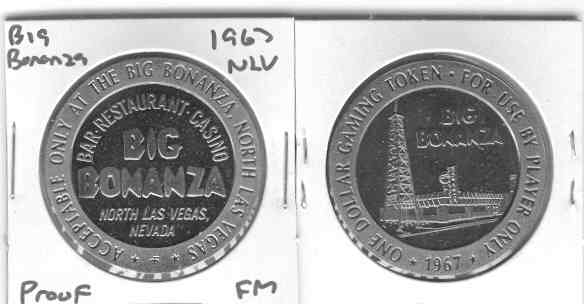 Big
Bonanza
1967
NLV
ACCEPTABLE ONLY AT THE BIG BONANZA, NORTH LAS VEGAS
BAR·RESTAURANT·CASINO
BIG
BONANZA
NORTH LAS VEGAS,
NEVADA
Proof
FM
ONE DOLLAR GAMING TOKEN · FOR USE BY PLAYER ONLY
BIG
BONANZA
1967